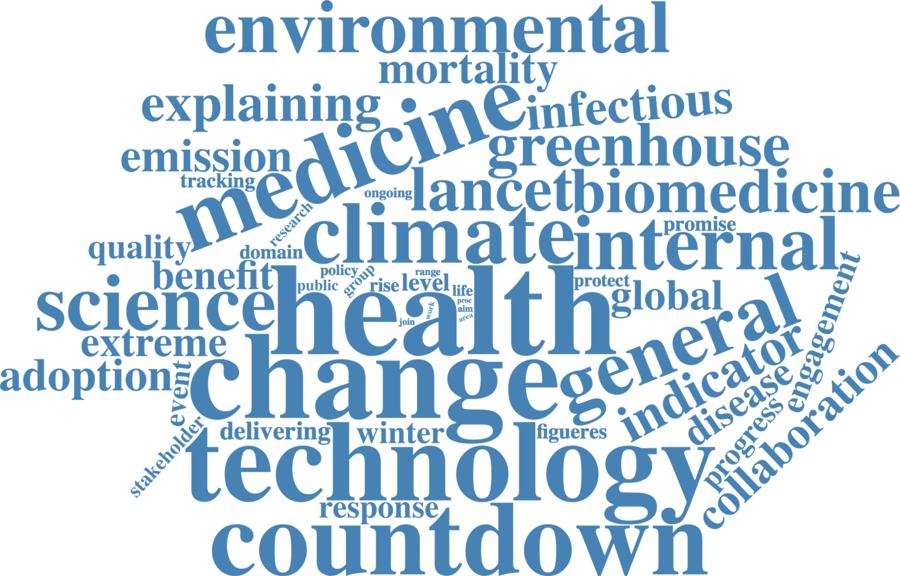 environmental
mortality
explaining
infectious
medicine
emission
greenhouse
tracking
lancet
biomedicine
ongoing
research
climate
internal
promise
quality
domain
benefit
public
policy
group
rise
level
range
life
proc
aim
area
work
join
protect
global
science
health
extreme
general
engagement
adoption
event
change
indicator
disease
progress
collaboration
stakeholder
delivering
winter
figueres
technology
response
countdown